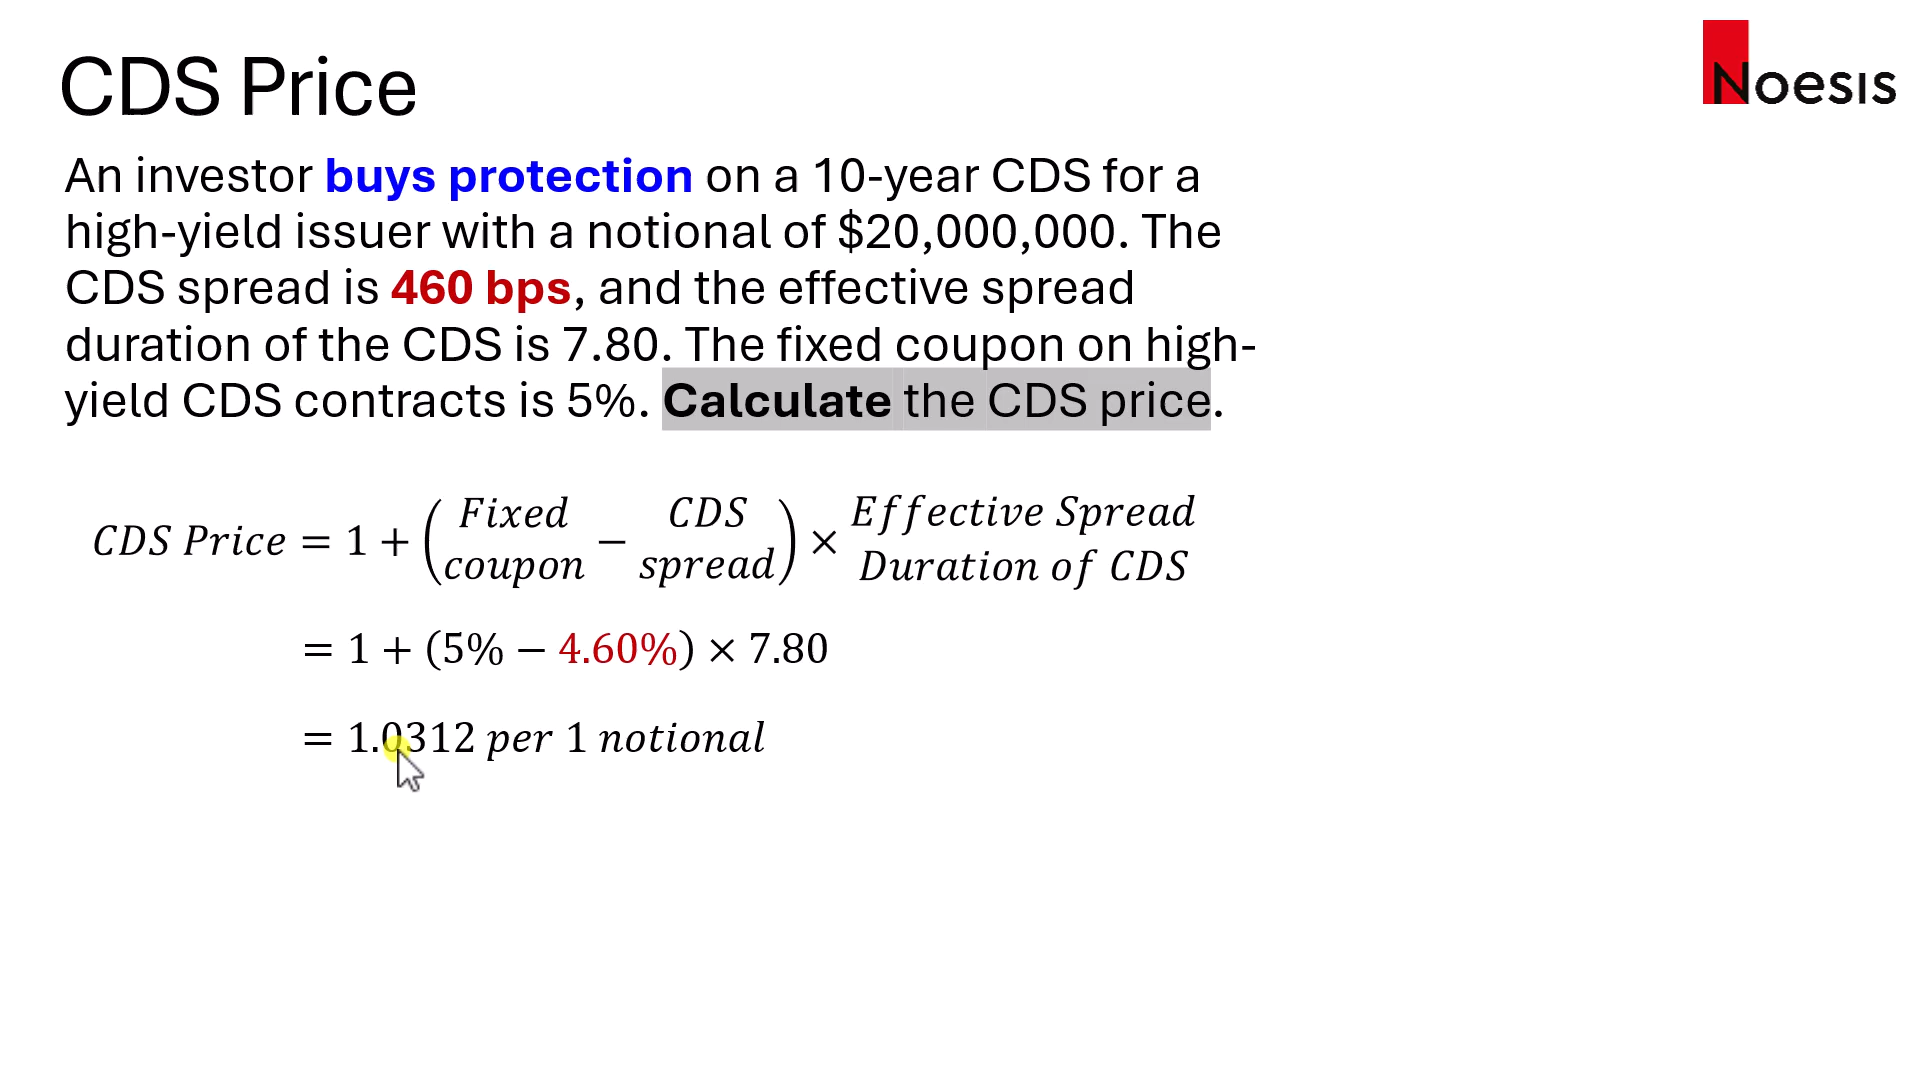 CDS Price
Noesis
An investor buys protection on a 10-year CDS for a
high-yield issuer with a notional of $20,000,000. The
CDS spread is 460 bps, and the effective spread
duration of the CDS is 7.80. The fixed coupon on high-
yield CDS contracts is 5%. Calculate the CDS price.
CDS Price = 1 + (Fixed coupon − CDS spread) × Effective Spread Duration of CDS
= 1 + (5% − 4.60%) × 7.80
= 1.0312 per 1 notional